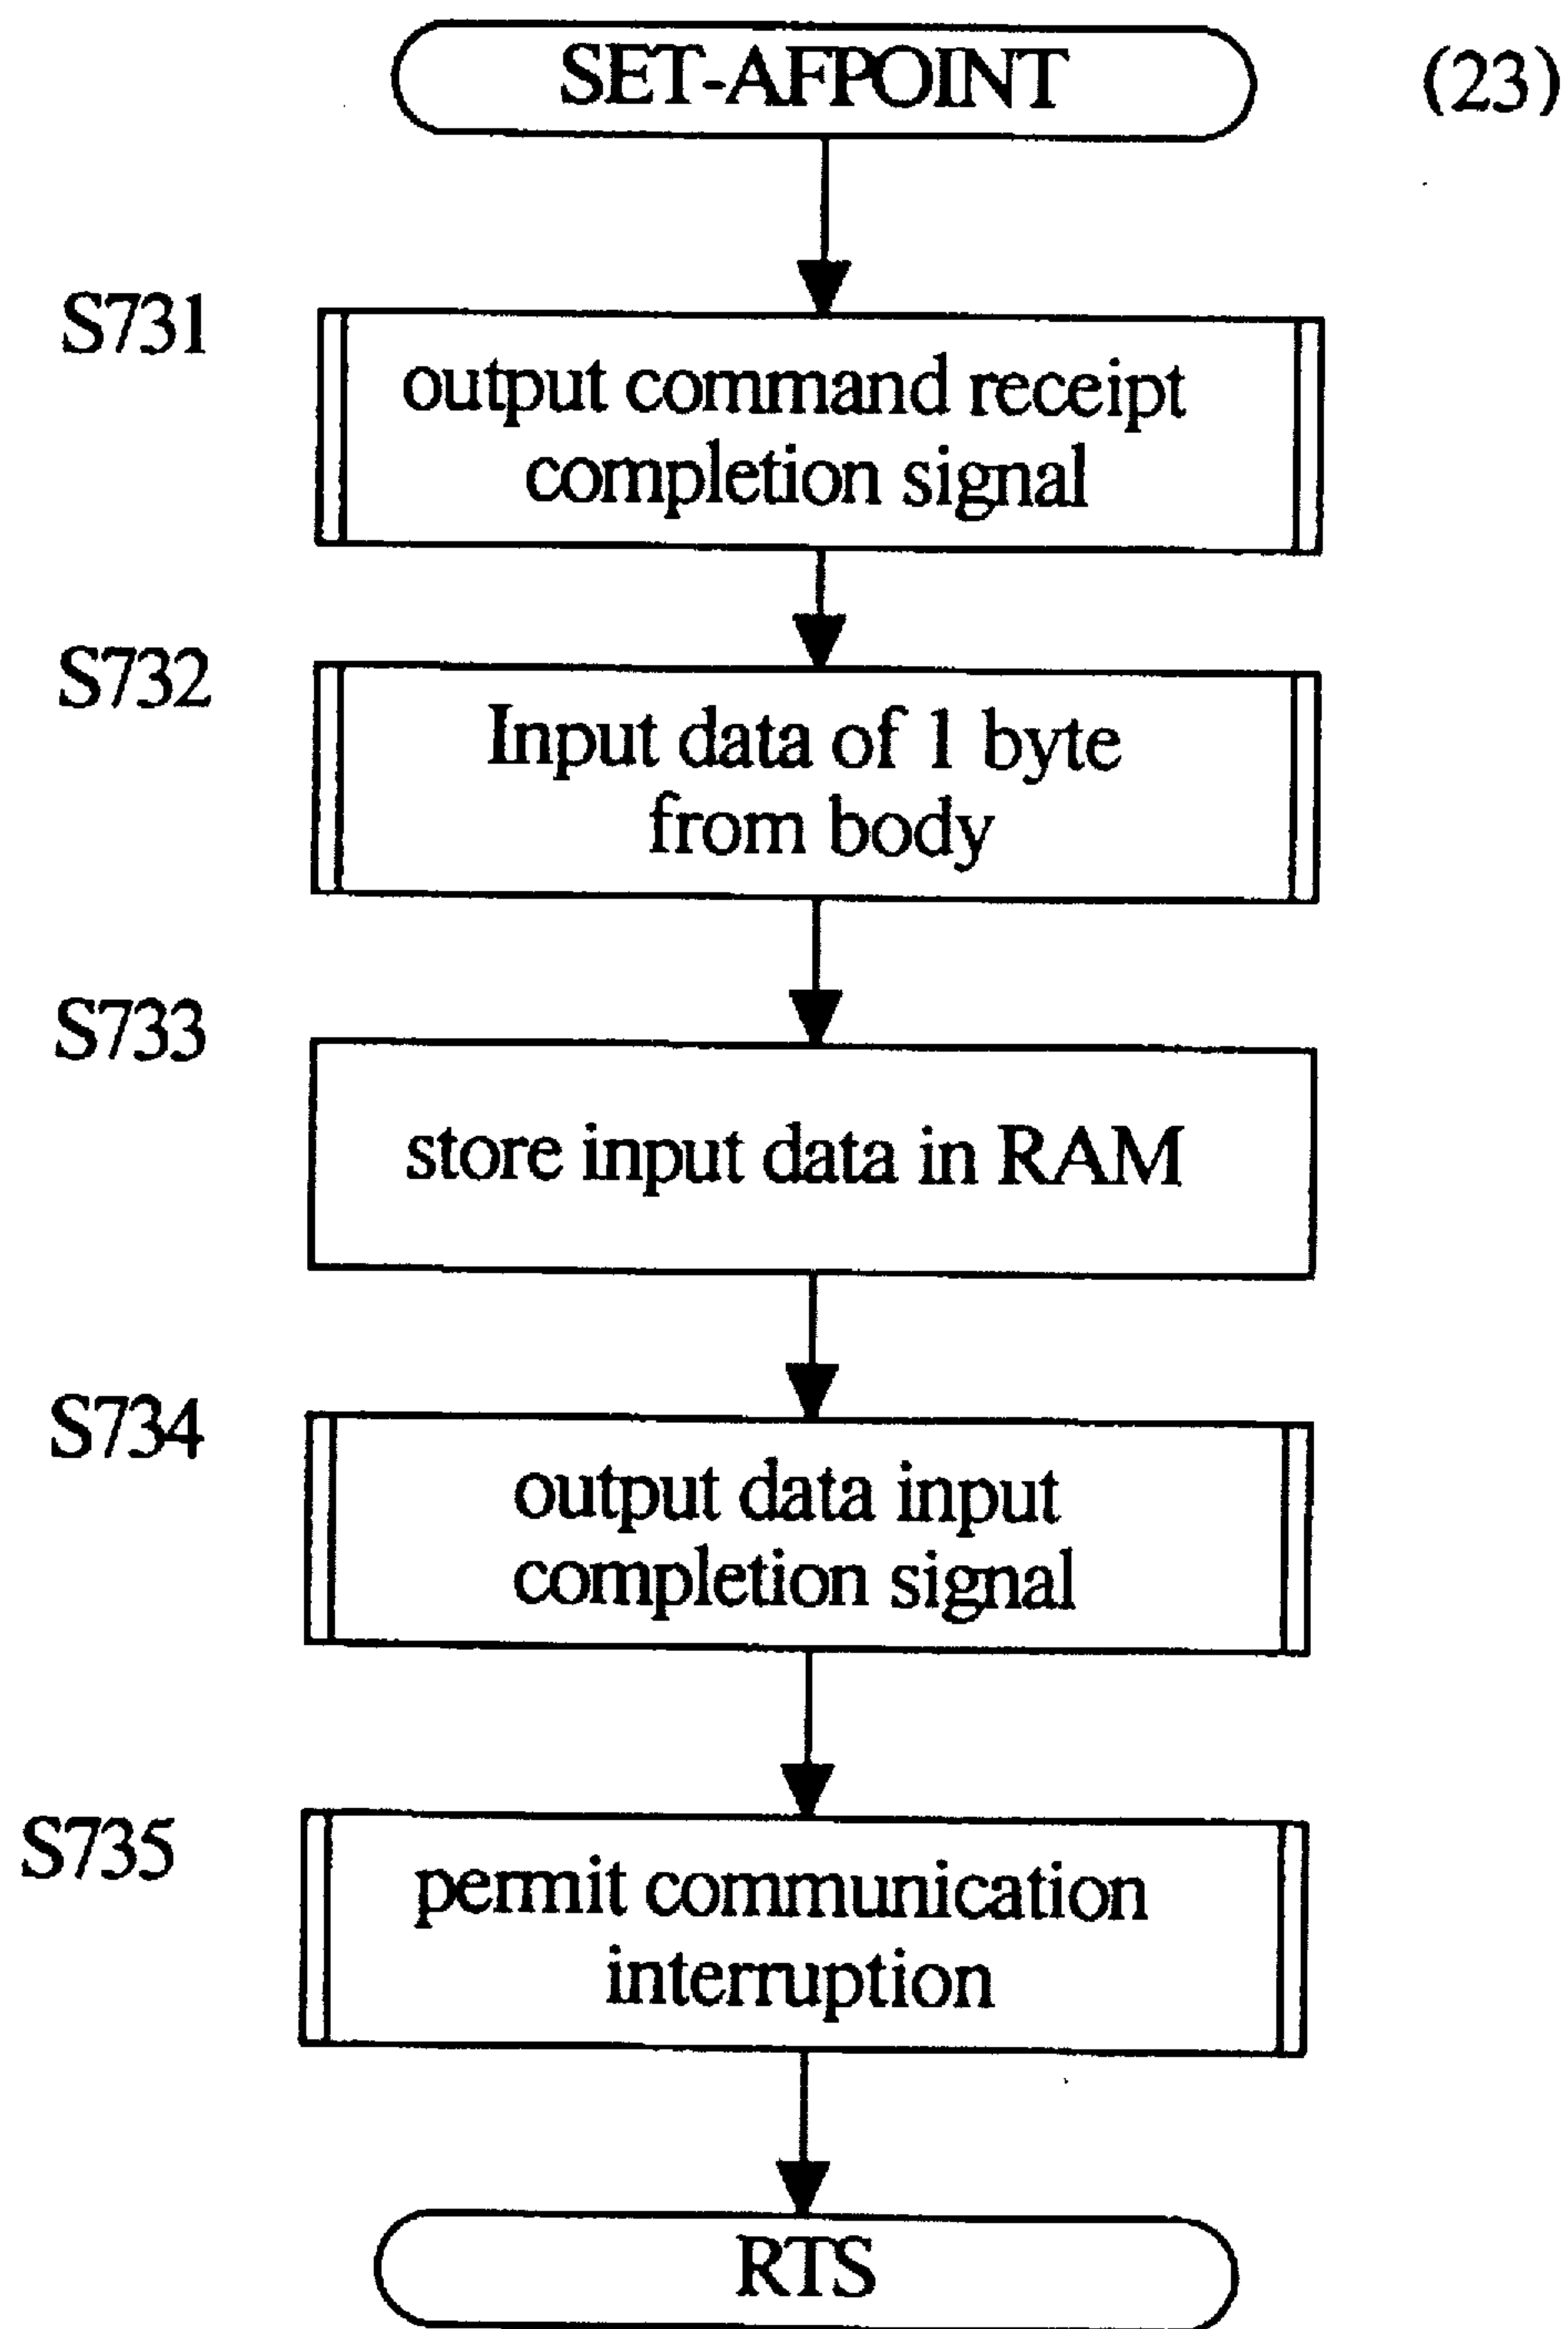 SET-AFPOINT
(23)
S731
output command receipt
completion signal
S732
Input data of 1 byte
from body
S733
store input data in RAM
S734
output data input
completion signal
S735
permit communication
interruption
RTS